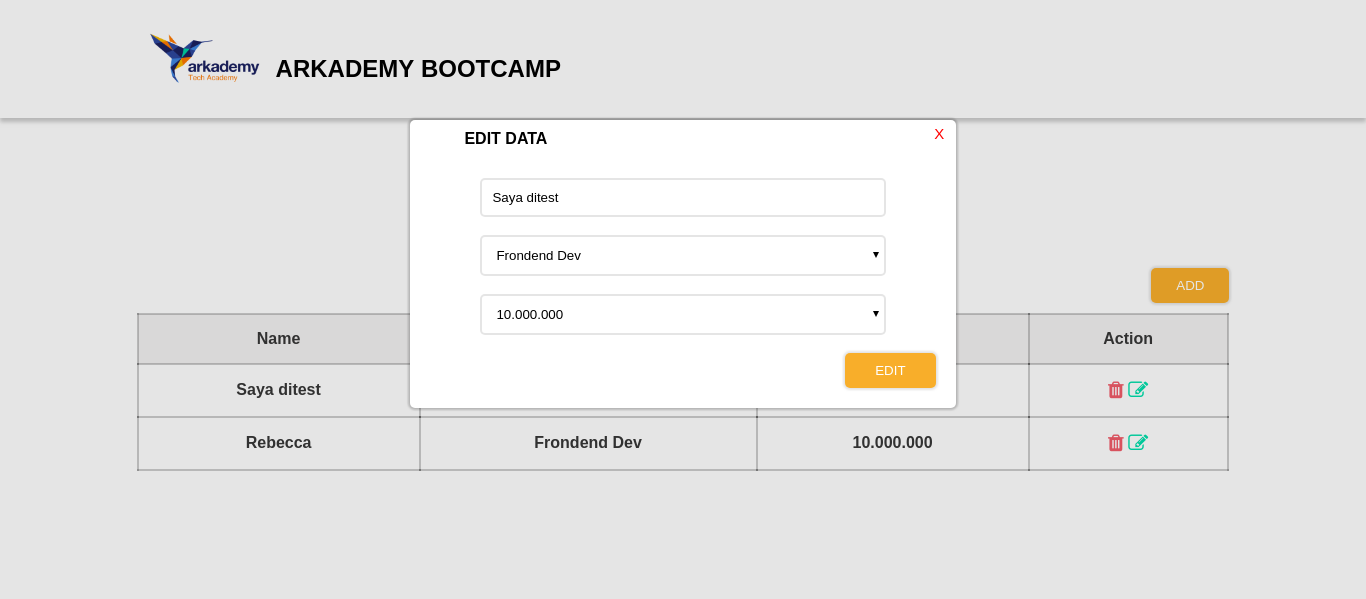 arkademy
Tech Academy
ARKADEMY BOOTCAMP
EDIT DATA
X
Saya ditest
Frondend Dev
10.000.000
EDIT
ADD
Name Action
Saya ditest
Rebecca Frondend Dev 10.000.000